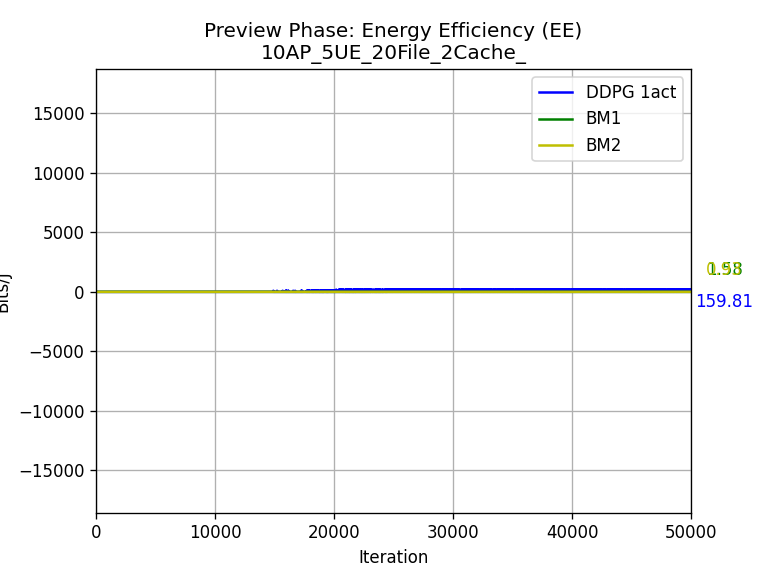 Preview Phase: Energy Efficiency (EE)
10AP_5UE_20File_2Cache_
DDPG 1act
BM1
BM2
15000
10000
5000
0
−5000
−10000
−15000
Bits/J
159.81
0
10000
20000
30000
40000
50000
Iteration